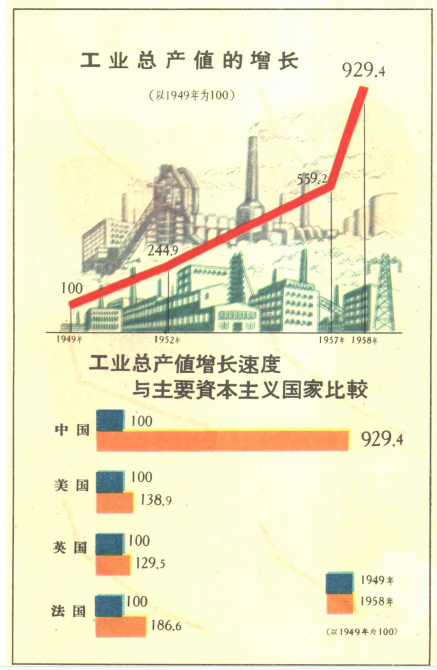 工业总产值的增长
(以1949年为100)
929.4
559.2
244.9
100
1949年 1952年 1957年 1958年
工业总产值增长速度
与主要資本主义国家比較
中国 100
929.4
美国 100
138.9
英国 100
129.5
法国 100
186.6
1949年
1958年
(以1949年为100)